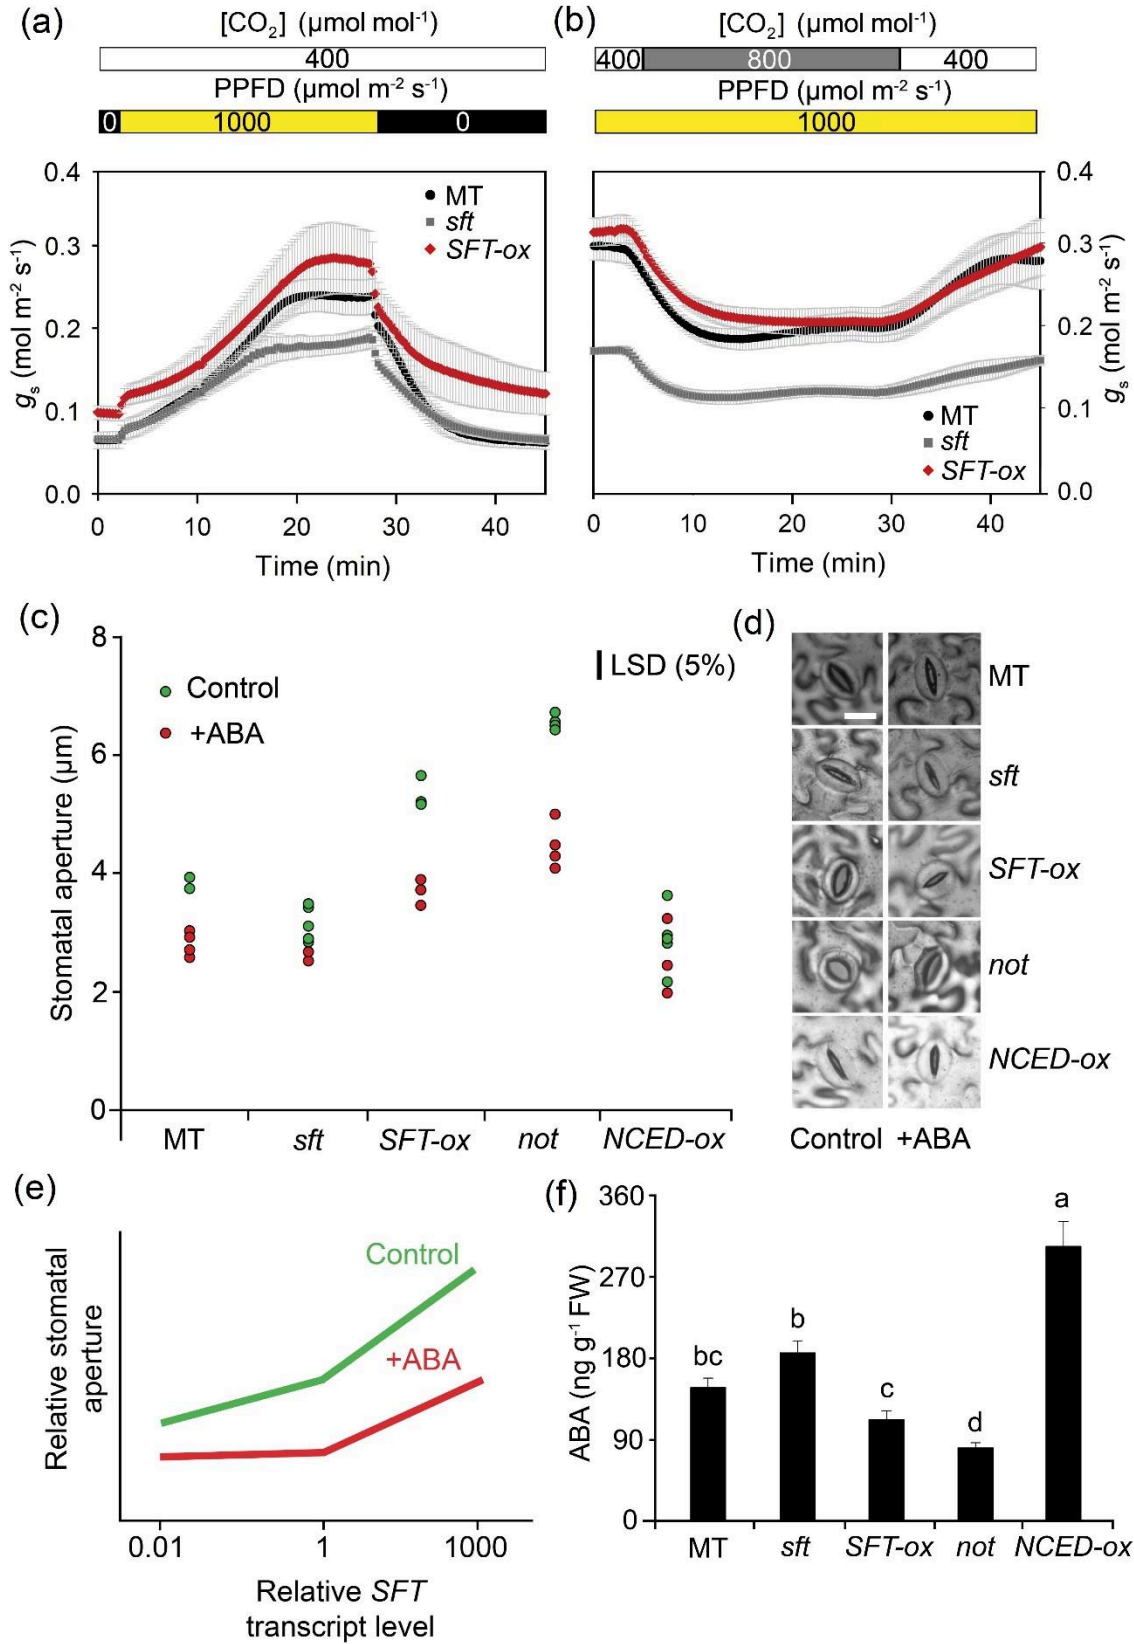 (a)
[CO₂] (µmol mol⁻¹)
400
PPFD (µmol m⁻² s⁻¹)
0 1000 0
0.4
0.3
0.2
0.1
0.0
gₛ (mol m⁻² s⁻¹)
MT
sft
SFT-ox
0 10 20 30 40
Time (min)
(b)
[CO₂] (µmol mol⁻¹)
400 800 400
PPFD (µmol m⁻² s⁻¹)
1000
0.4
0.3
0.2
0.1
0.0
gₛ (mol m⁻² s⁻¹)
MT
sft
SFT-ox
0 10 20 30 40
Time (min)
(c)
8
6
4
2
0
Stomatal aperture (µm)
Control
+ABA
LSD (5%)
MT sft SFT-ox not NCED-ox
(d)
MT
sft
SFT-ox
not
NCED-ox
Control +ABA
(e)
Relative stomatal
aperture
Control
+ABA
0.01 1 1000
Relative SFT
transcript level
(f)
360
270
180
90
0
ABA (ng g⁻¹ FW)
bc b c d a
MT sft SFT-ox not NCED-ox